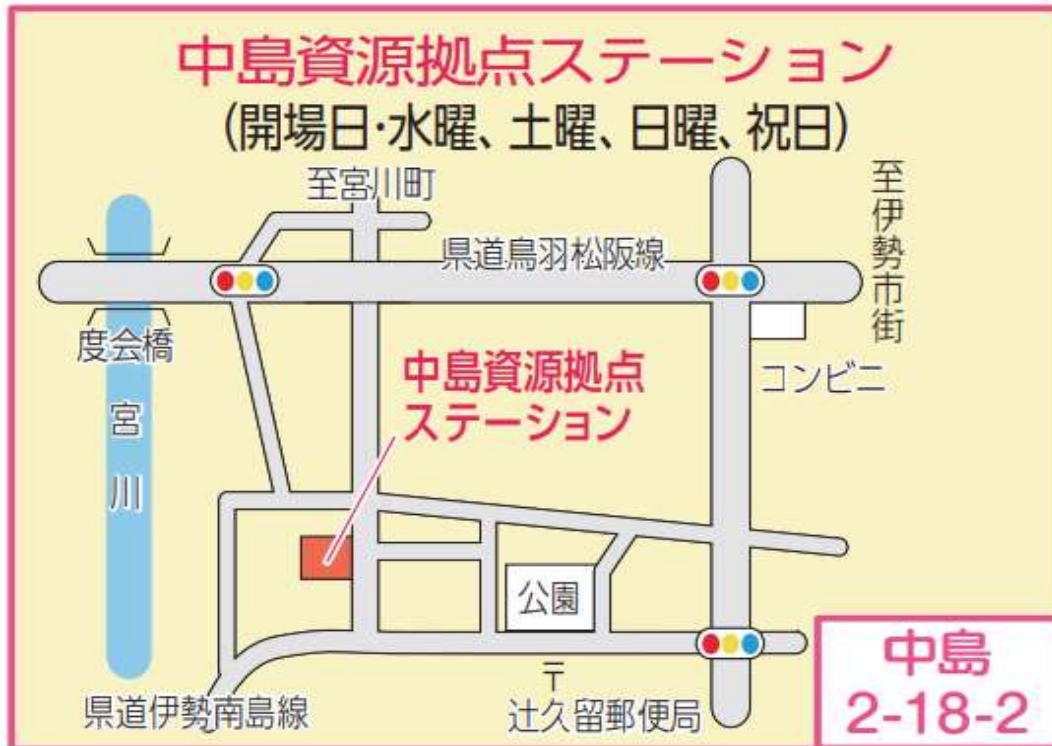 中島資源拠点ステーション
(開場日・水曜、土曜、日曜、祝日)
至宮川町
至伊勢市街
県道鳥羽松阪線
度会橋
コンビニ
中島資源拠点
ステーション
宮川
公園
〒
県道伊勢南島線
辻久留郵便局
中島
2-18-2